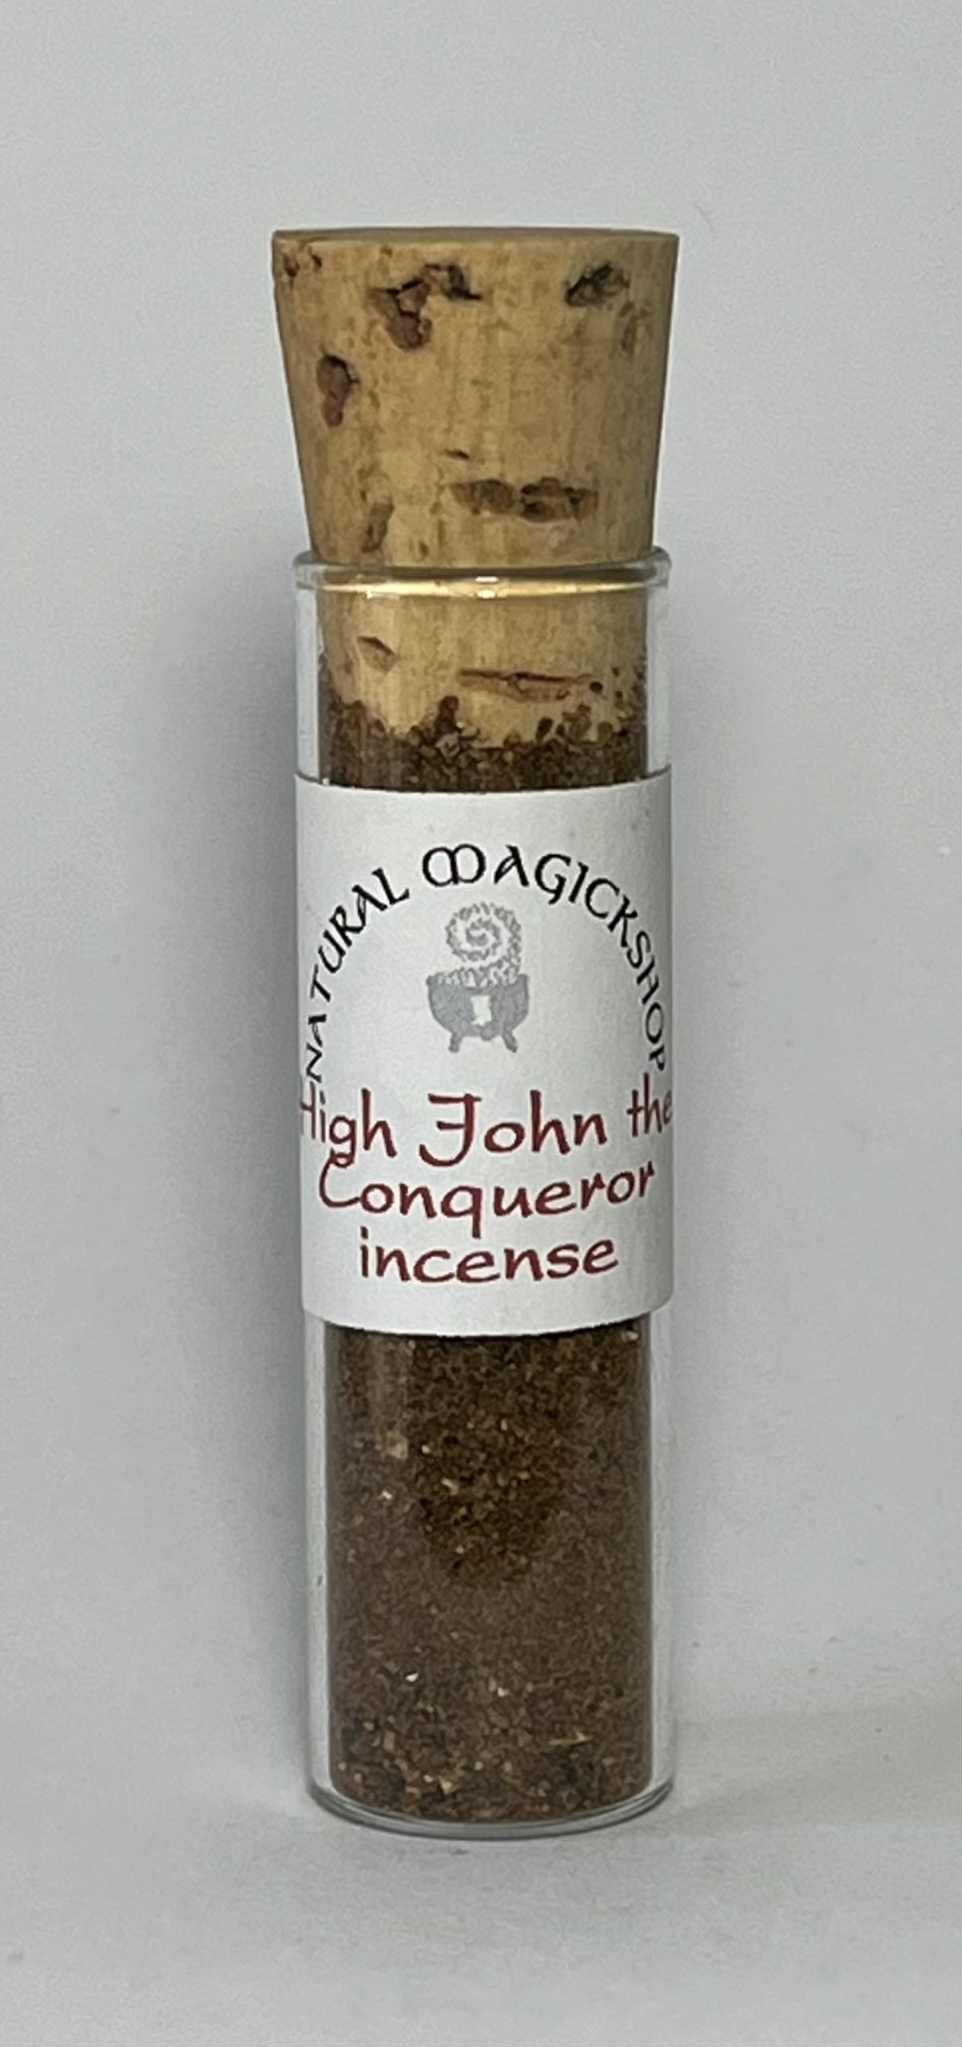 NATURAL MAGICKSHOP
High John the
Conqueror
incense